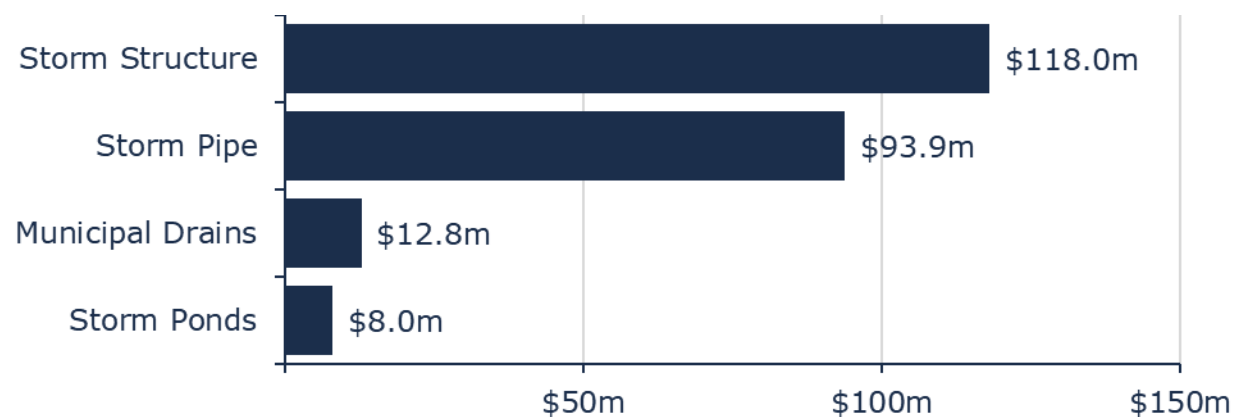 Storm Structure $118.0m
Storm Pipe $93.9m
Municipal Drains $12.8m
Storm Ponds $8.0m
$50m $100m $150m